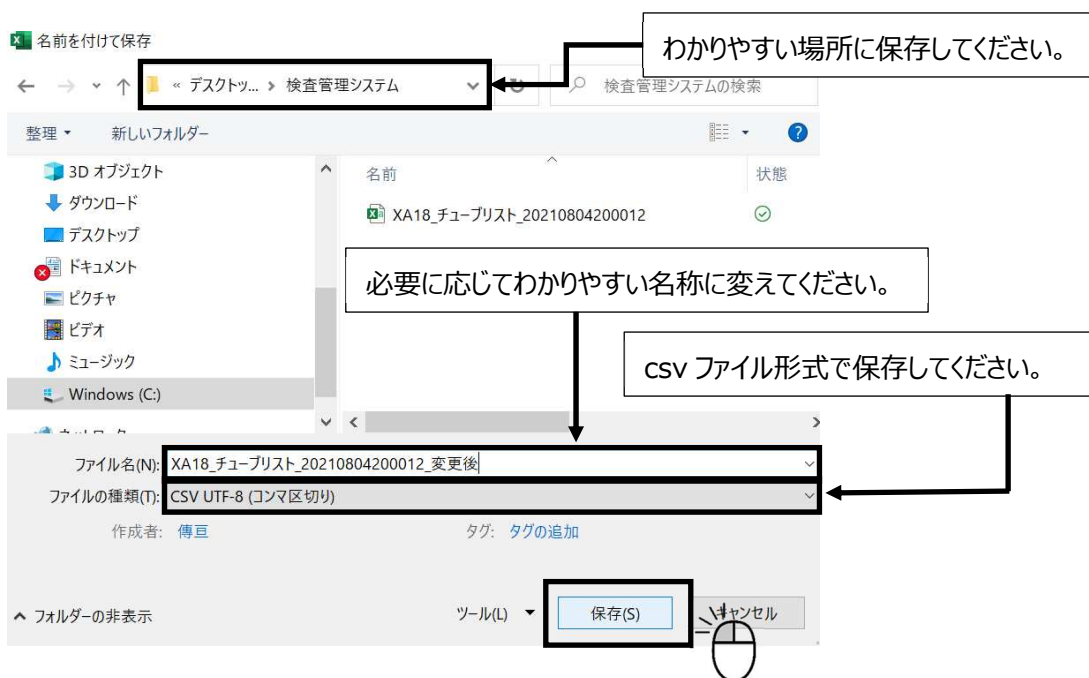 名前を付けて保存
わかりやすい場所に保存してください。
« デスクトッ... › 検査管理システム
検査管理システムの検索
整理 新しいフォルダー
名前 状態
3D オブジェクト
ダウンロード
XA18_チューブリスト_20210804200012
デスクトップ
ドキュメント
必要に応じてわかりやすい名称に変えてください。
ピクチャ
ビデオ
ミュージック
csv ファイル形式で保存してください。
Windows (C:)
ファイル名(N): XA18_チューブリスト_20210804200012_変更後
ファイルの種類(T): CSV UTF-8 (コンマ区切り)
作成者: 傳亘 タグ: タグの追加
フォルダーの非表示 ツール(L) 保存(S) キャンセル